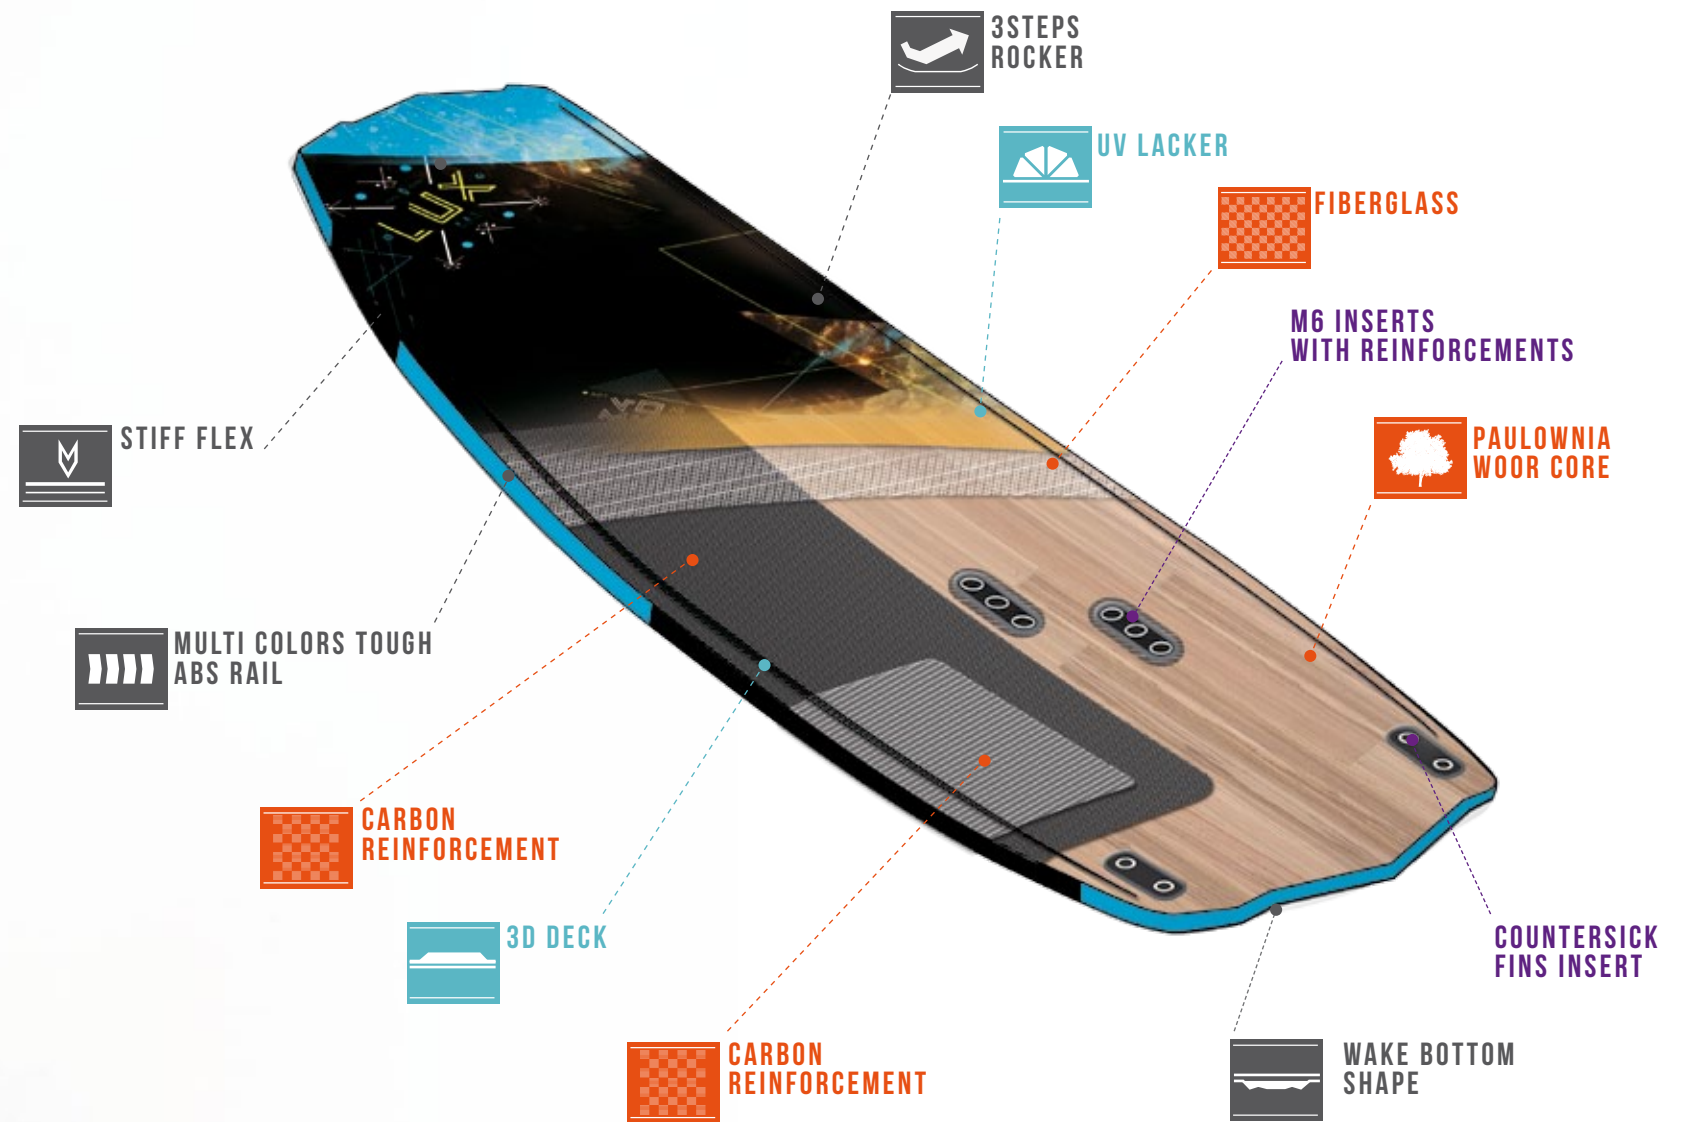 3STEPS
ROCKER
UV LACKER
FIBERGLASS
M6 INSERTS
WITH REINFORCEMENTS
PAULOWNIA
WOOR CORE
LUX
STIFF FLEX
MULTI COLORS TOUGH
ABS RAIL
CARBON
REINFORCEMENT
3D DECK
CARBON
REINFORCEMENT
COUNTERSICK
FINS INSERT
WAKE BOTTOM
SHAPE